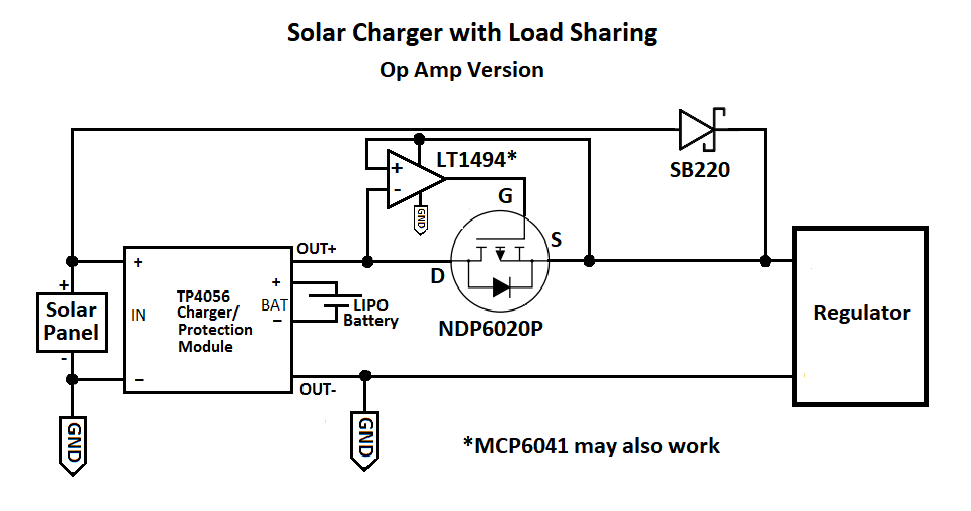 Solar Charger with Load Sharing
Op Amp Version
SB220
LT1494*
+
-
GND
G
S
D
NDP6020P
OUT+
+
+
Solar
Panel
-
IN
TP4056
Charger/
Protection
Module
+
BAT
−
LIPO
Battery
−
OUT-
Regulator
GND
GND
*MCP6041 may also work